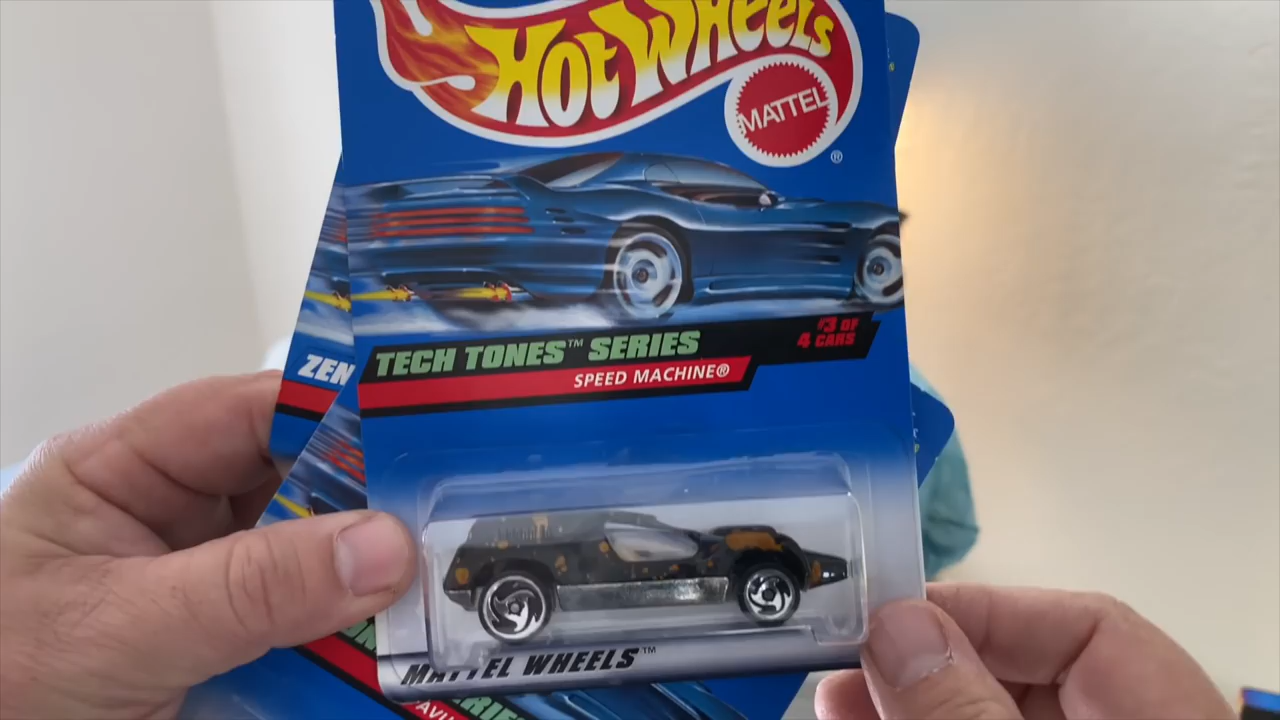 HOT WHEELS
MATTEL
®
TECH TONES™ SERIES
3 OF
4 CARS
SPEED MACHINE®
ZEN
MATTEL WHEELS™